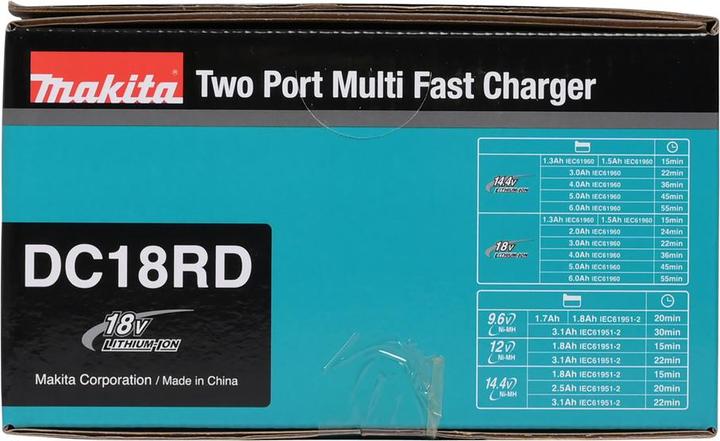 makita® Two Port Multi Fast Charger
DC18RD
18v
LITHIUM-ION
Makita Corporation / Made in China
14.4v
LITHIUM-ION
1.3Ah IEC61960 1.5Ah IEC61960 15min
3.0Ah IEC61960 22min
4.0Ah IEC61960 36min
5.0Ah IEC61960 45min
6.0Ah IEC61960 55min
18v
LITHIUM-ION
1.3Ah IEC61960 1.5Ah IEC61960 15min
2.0Ah IEC61960 24min
3.0Ah IEC61960 22min
4.0Ah IEC61960 36min
5.0Ah IEC61960 45min
6.0Ah IEC61960 55min
9.6v
Ni-MH
1.7Ah 1.8Ah IEC61951-2 20min
3.1Ah IEC61951-2 30min
12v
Ni-MH
1.8Ah IEC61951-2 15min
3.1Ah IEC61951-2 22min
14.4v
Ni-MH
1.8Ah IEC61951-2 15min
2.5Ah IEC61951-2 20min
3.1Ah IEC61951-2 22min